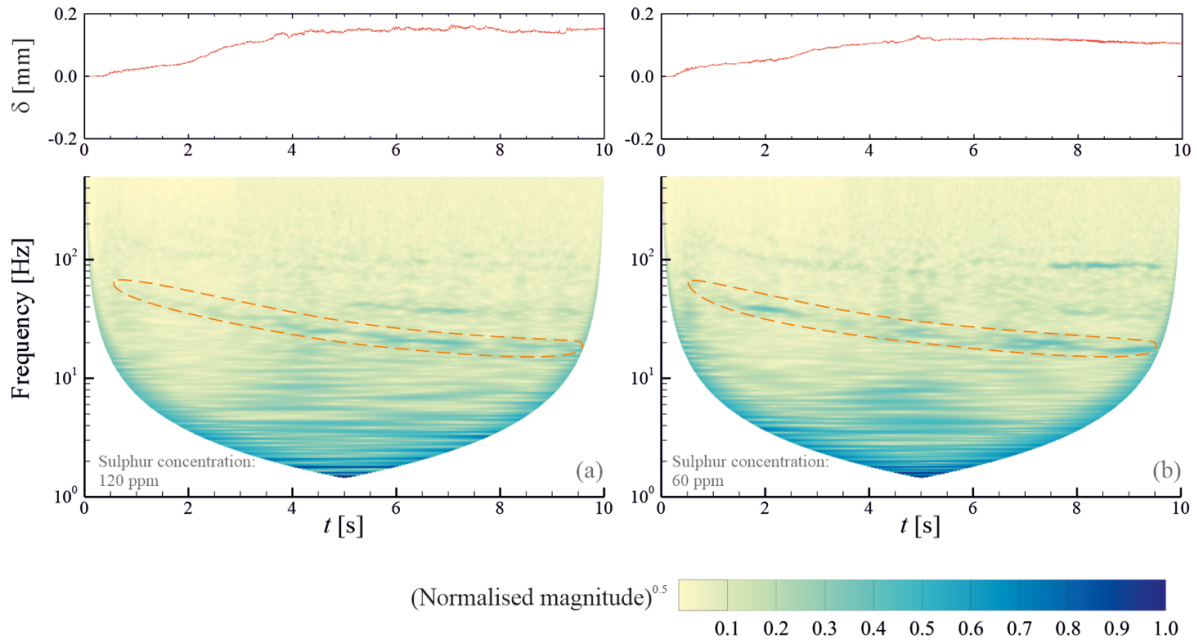 0.2
0.0
-0.2
δ [mm]
0 2 4 6 8 10
0.2
0.0
-0.2
0 2 4 6 8 10
Frequency [Hz]
10²
10¹
10⁰
Sulphur concentration:
120 ppm
(a)
0 2 4 6 8 10
t [s]
10²
10¹
10⁰
Sulphur concentration:
60 ppm
(b)
0 2 4 6 8 10
t [s]
(Normalised magnitude)⁰·⁵
0.1 0.2 0.3 0.4 0.5 0.6 0.7 0.8 0.9 1.0